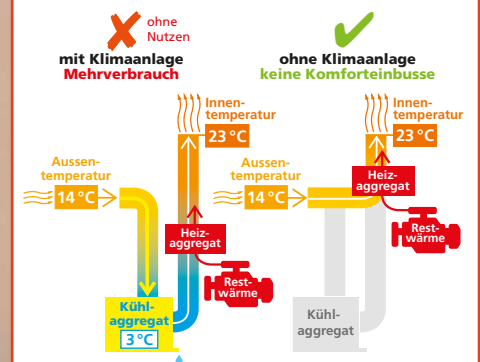 ohne
Nutzen
mit Klimaanlage
Mehrverbrauch
Innen-
temperatur
23 °C
Aussen-
temperatur
14 °C
Heiz-
aggregat
Rest-
wärme
Kühl-
aggregat
3 °C
ohne Klimaanlage
keine Komforteinbusse
Innen-
temperatur
23 °C
Aussen-
temperatur
14 °C
Heiz-
aggregat
Rest-
wärme
Kühl-
aggregat